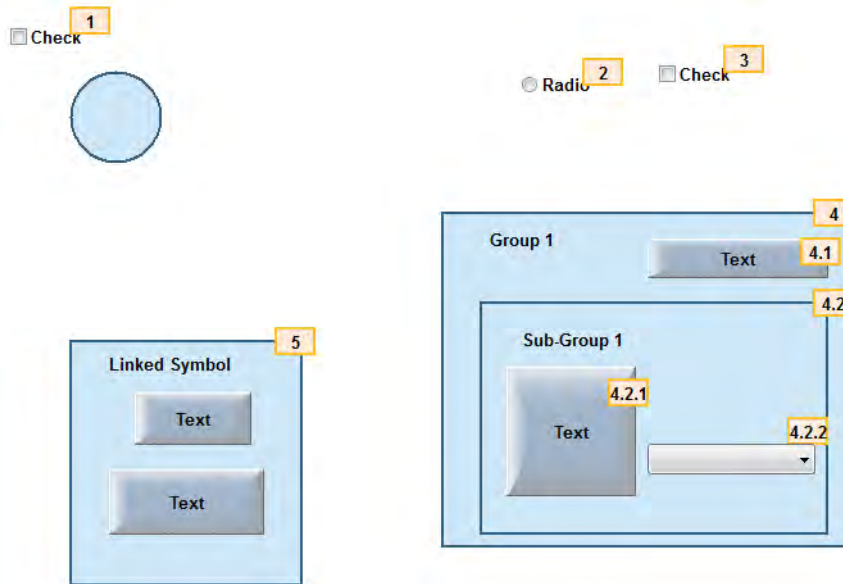 1
Check
2
Radio
3
Check
4
Group 1
4.1
Text
4.2
Sub-Group 1
4.2.1
Text
4.2.2
5
Linked Symbol
Text
Text